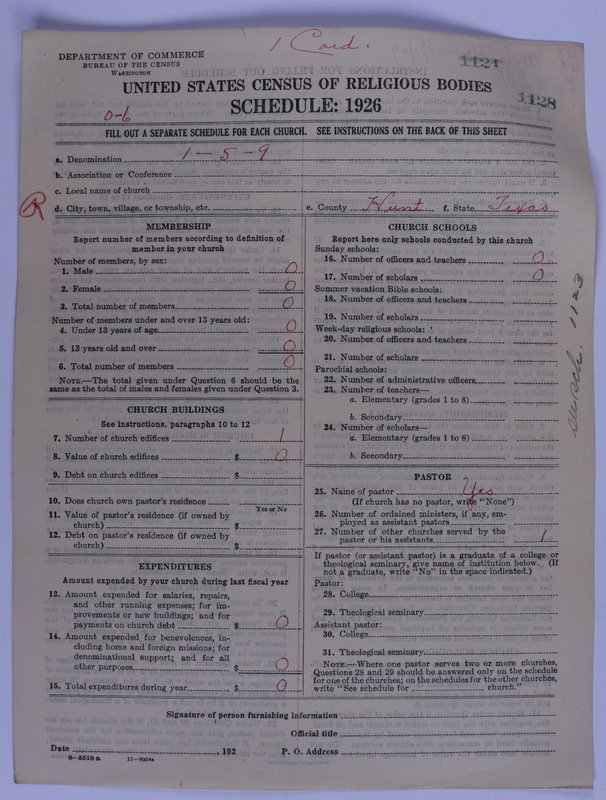 1 Card.
DEPARTMENT OF COMMERCE
BUREAU OF THE CENSUS
WASHINGTON
1124
UNITED STATES CENSUS OF RELIGIOUS BODIES
SCHEDULE: 1926
1128
0-6
FILL OUT A SEPARATE SCHEDULE FOR EACH CHURCH. SEE INSTRUCTIONS ON THE BACK OF THIS SHEET
a. Denomination 1-5-9
b. Association or Conference
c. Local name of church
R d. City, town, village, or township, etc. e. County Hunt f. State Texas
MEMBERSHIP
Report number of members according to definition of
member in your church
Number of members, by sex:
1. Male 0
2. Female 0
3. Total number of members 0
Number of members under and over 13 years old:
4. Under 13 years of age 0
5. 13 years old and over 0
6. Total number of members 0
NOTE.—The total given under Question 6 should be the
same as the total of males and females given under Question 3.
CHURCH BUILDINGS
See instructions, paragraphs 10 to 12
7. Number of church edifices 1
8. Value of church edifices $ 0
9. Debt on church edifices $
10. Does church own pastor's residence
Yes or No
11. Value of pastor's residence (if owned by
church) $
12. Debt on pastor's residence (if owned by
church) $
EXPENDITURES
Amount expended by your church during last fiscal year
13. Amount expended for salaries, repairs,
and other running expenses; for im-
provements or new buildings; and for
payments on church debt $ 0
14. Amount expended for benevolences, in-
cluding home and foreign missions; for
denominational support; and for all
other purposes $ 0
15. Total expenditures during year $ 0
CHURCH SCHOOLS
Report here only schools conducted by this church
Sunday schools:
16. Number of officers and teachers 0
17. Number of scholars 0
Summer vacation Bible schools:
18. Number of officers and teachers
19. Number of scholars
Week-day religious schools:
20. Number of officers and teachers
21. Number of scholars
Parochial schools:
22. Number of administrative officers
23. Number of teachers—
a. Elementary (grades 1 to 8)
b. Secondary
24. Number of scholars—
a. Elementary (grades 1 to 8)
b. Secondary
PASTOR
25. Name of pastor Yes
(If church has no pastor, write "None")
26. Number of ordained ministers, if any, em-
ployed as assistant pastors
27. Number of other churches served by the
pastor or his assistants 1
If pastor (or assistant pastor) is a graduate of a college or
theological seminary, give name of institution below. (If
not a graduate, write "No" in the space indicated.)
Pastor:
28. College
29. Theological seminary
Assistant pastor:
30. College
31. Theological seminary
NOTE.—Where one pastor serves two or more churches,
Questions 28 and 29 should be answered only on the schedule
for one of the churches; on the schedules for the other churches,
write "See schedule for church."
1123
Signature of person furnishing information
Official title
Date , 192 P. O. Address
8-5518a 11-8054a